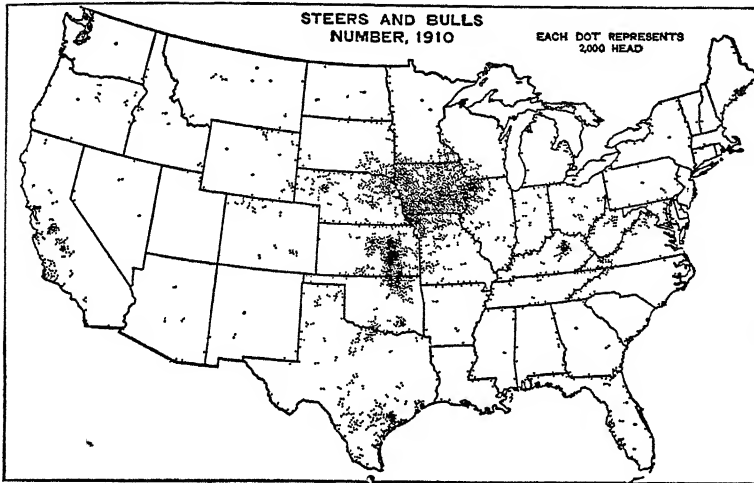 STEERS AND BULLS
NUMBER, 1910
EACH DOT REPRESENTS
2,000 HEAD